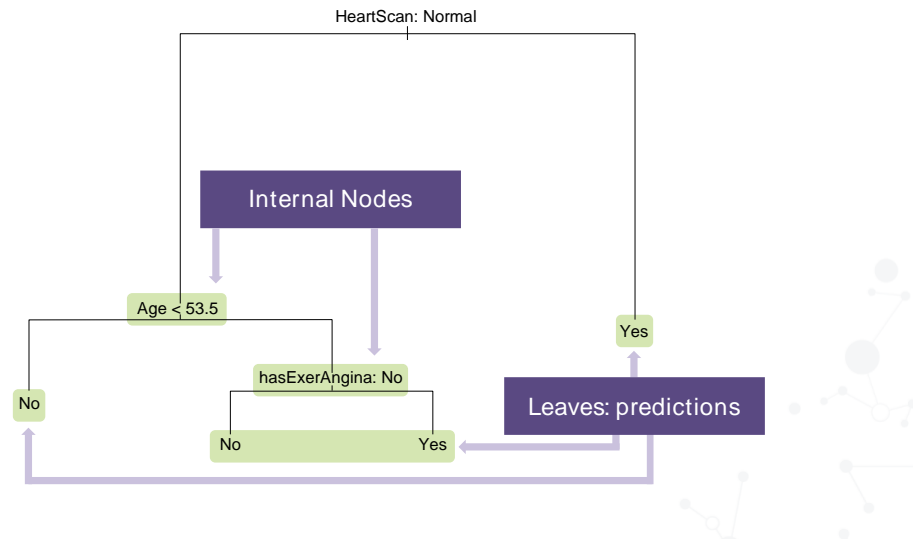 HeartScan: Normal
Internal Nodes
Age < 53.5
Yes
hasExerAngina: No
No
Leaves: predictions
No
Yes